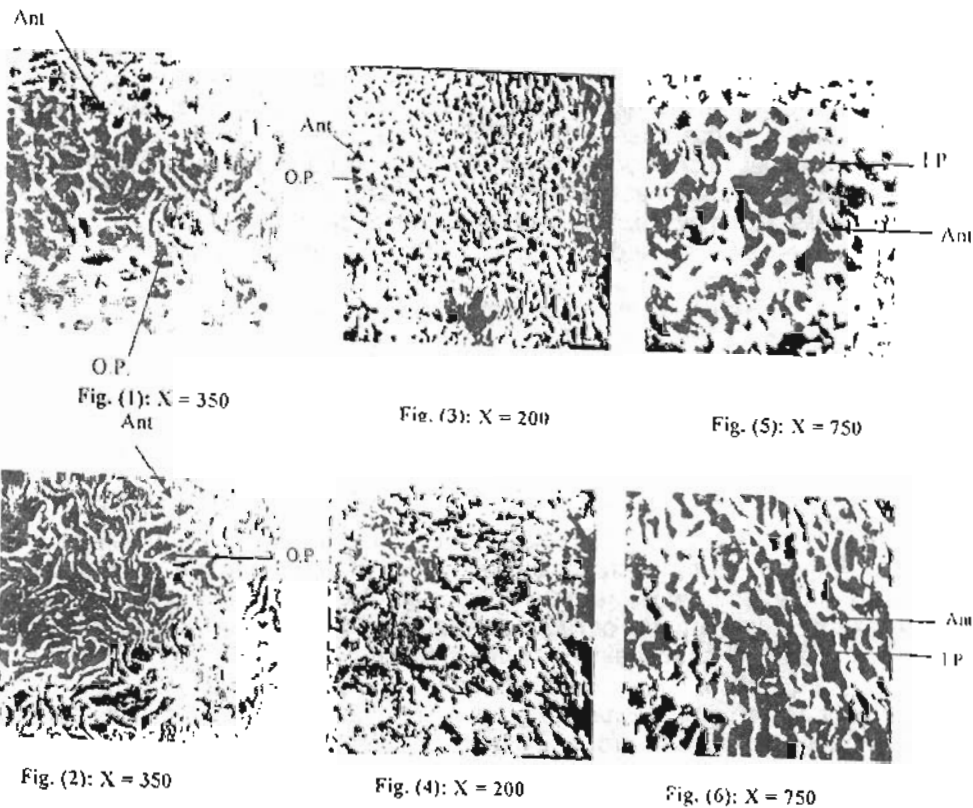 Ant
Ant
O.P.
I.P
Ant
O.P.
Fig. (1): X = 350
Fig. (3): X = 200
Fig. (5): X = 750
Ant
O.P.
Ant
I.P
Fig. (2): X = 350
Fig. (4): X = 200
Fig. (6): X = 750